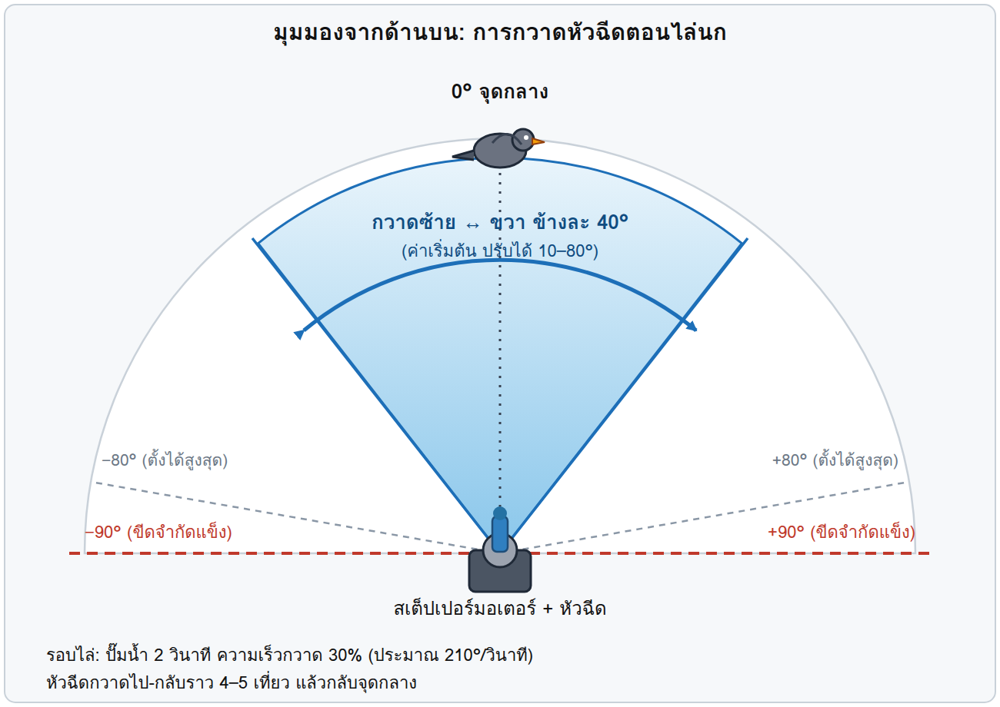 มุมมองจากด้านบน: การกวาดหัวฉีดตอนไล่นก
0° จุดกลาง
กวาดซ้าย ↔ ขวา ข้างละ 40°
(ค่าเริ่มต้น ปรับได้ 10–80°)
−80° (ตั้งได้สูงสุด)
+80° (ตั้งได้สูงสุด)
−90° (ขีดจำกัดแข็ง)
+90° (ขีดจำกัดแข็ง)
สเต็ปเปอร์มอเตอร์ + หัวฉีด
รอบไล่: ปั๊มน้ำ 2 วินาที ความเร็วกวาด 30% (ประมาณ 210°/วินาที)
หัวฉีดกวาดไป-กลับราว 4–5 เที่ยว แล้วกลับจุดกลาง